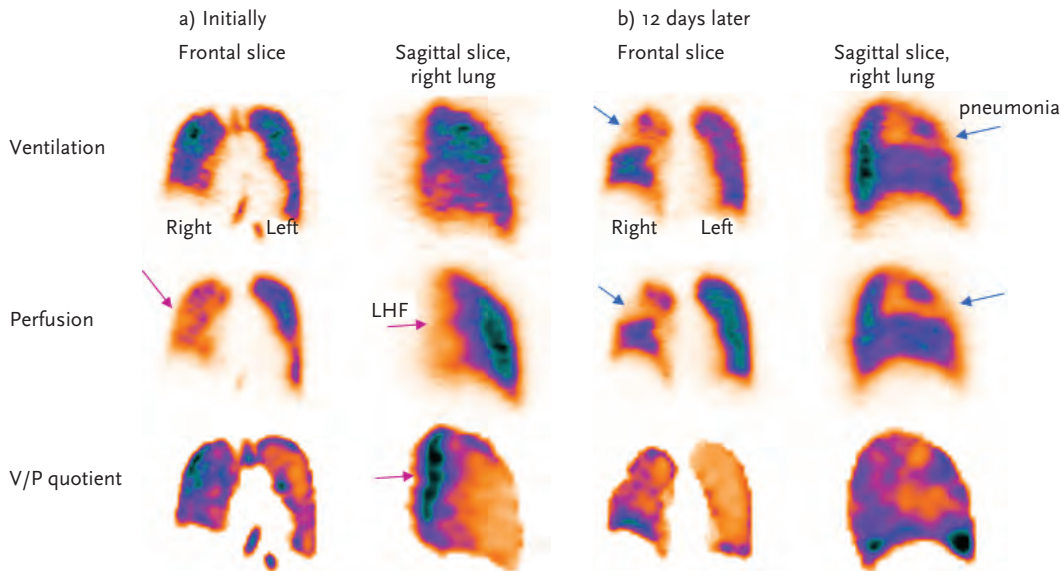 a) Initially
b) 12 days later
Frontal slice
Sagittal slice,
right lung
Frontal slice
Sagittal slice,
right lung
pneumonia
Ventilation
Right
Left
Right
Left
LHF
Perfusion
V/P quotient